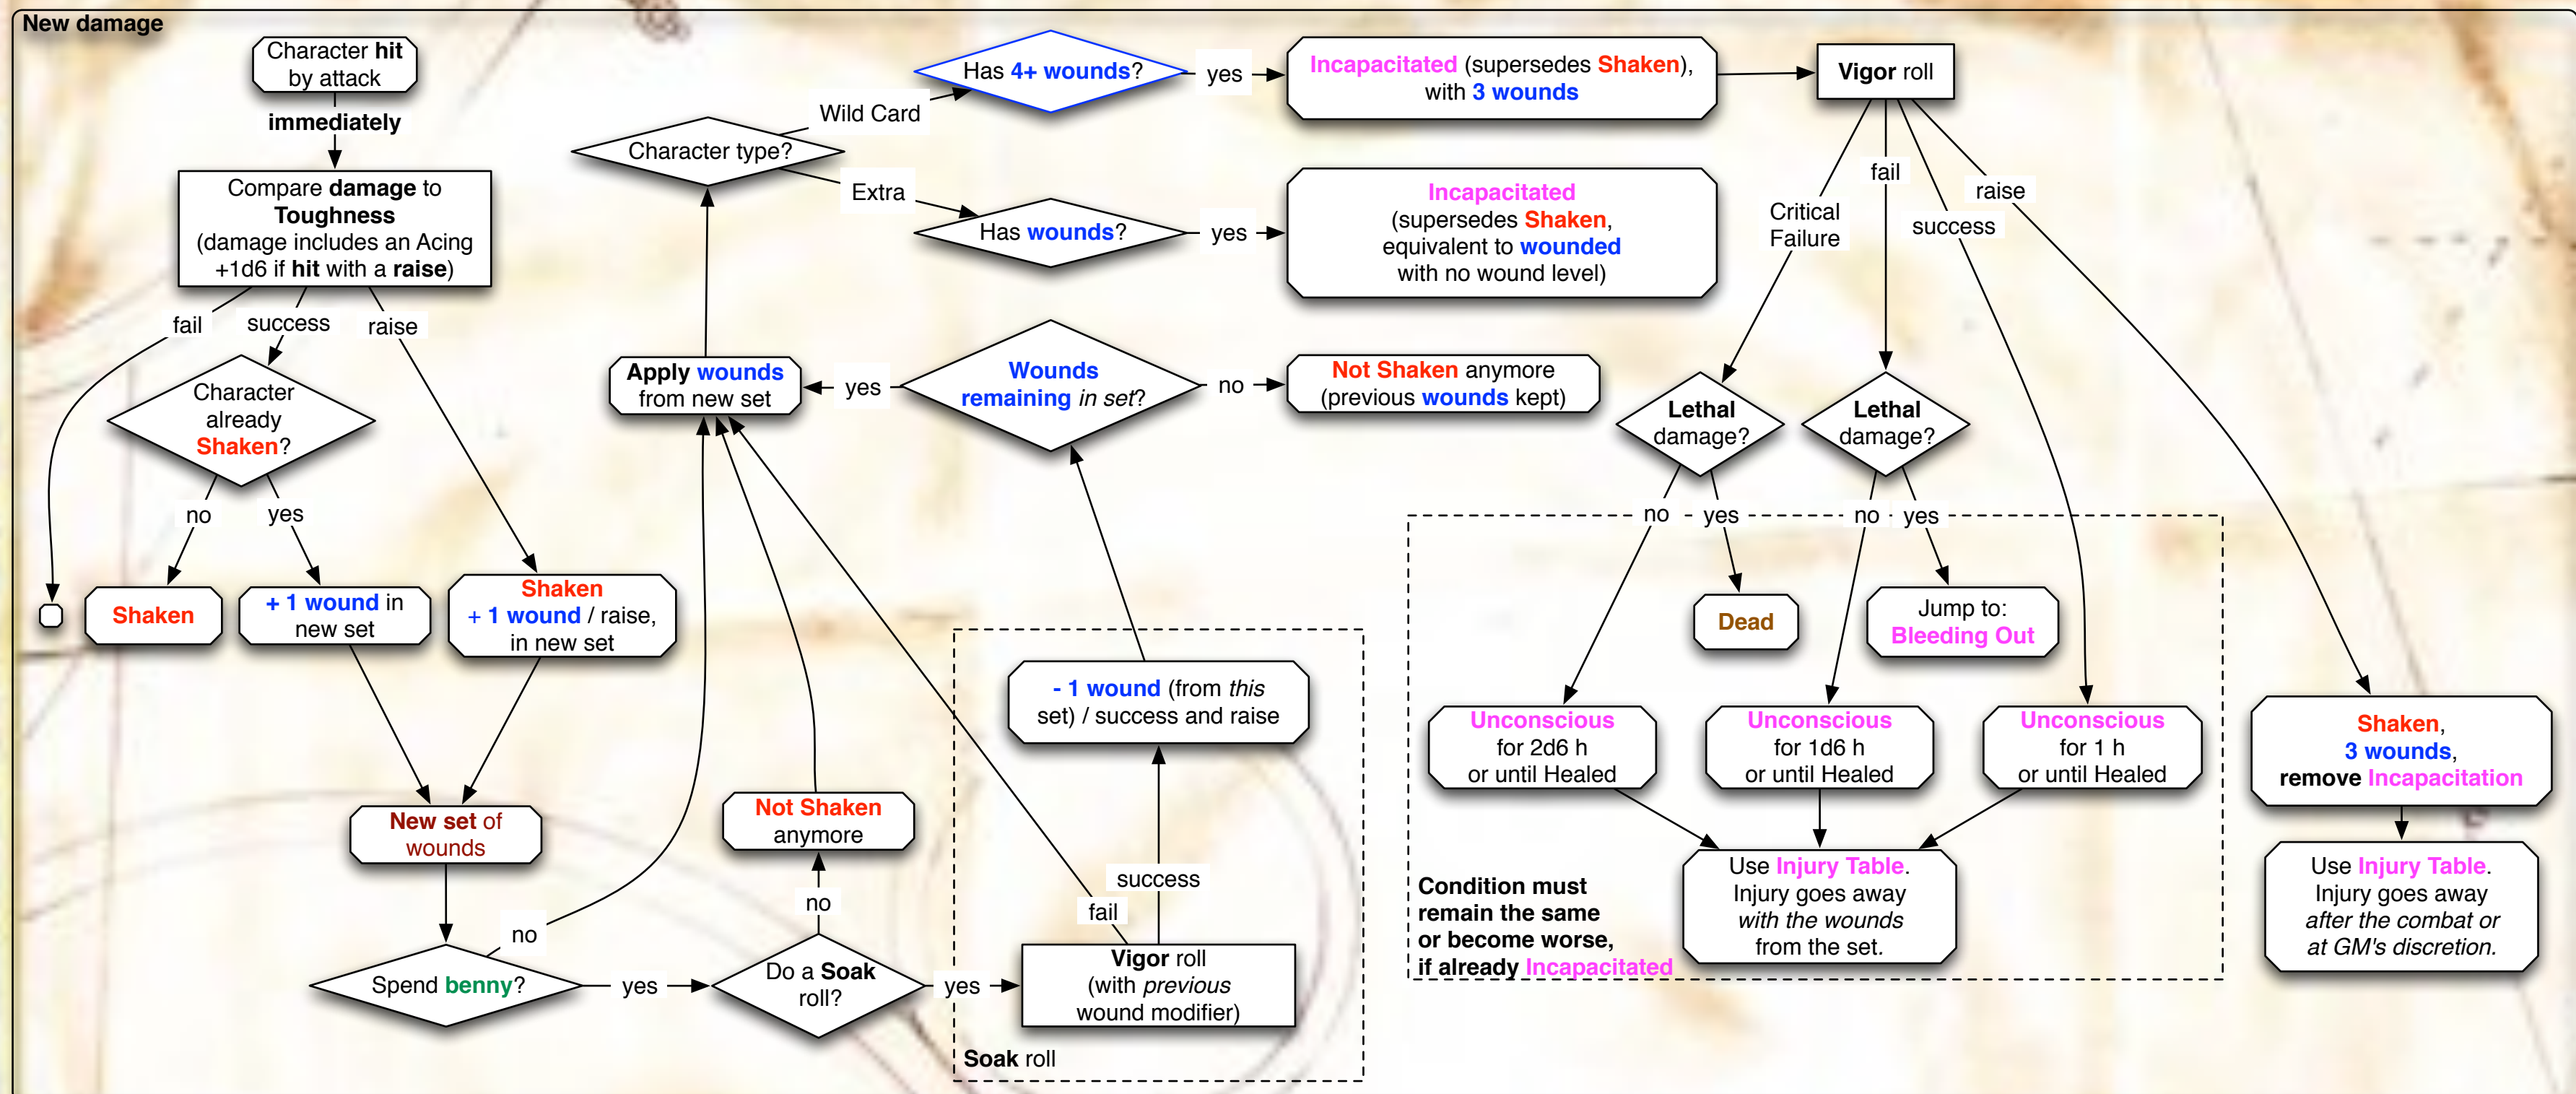 New damage
Character hit
by attack
immediately
Compare damage to
Toughness
(damage includes an Acing
+1d6 if hit with a raise)
fail
success
raise
Character
already
Shaken?
no
yes
Shaken
+ 1 wound in
new set
Shaken
+ 1 wound / raise,
in new set
New set of
wounds
Spend benny?
no
yes
Do a Soak
roll?
no
yes
Not Shaken
anymore
Vigor roll
(with previous
wound modifier)
fail
success
Soak roll
- 1 wound (from this
set) / success and raise
Wounds
remaining in set?
yes
no
Not Shaken anymore
(previous wounds kept)
Apply wounds
from new set
Character type?
Wild Card
Extra
Has 4+ wounds?
yes
Incapacitated (supersedes Shaken),
with 3 wounds
Has wounds?
yes
Incapacitated
(supersedes Shaken,
equivalent to wounded
with no wound level)
Vigor roll
Critical
Failure
fail
success
raise
Lethal
damage?
Lethal
damage?
no
yes
no
yes
Dead
Jump to:
Bleeding Out
Unconscious
for 2d6 h
or until Healed
Unconscious
for 1d6 h
or until Healed
Unconscious
for 1 h
or until Healed
Shaken,
3 wounds,
remove Incapacitation
Condition must
remain the same
or become worse,
if already Incapacitated
Use Injury Table.
Injury goes away
with the wounds
from the set.
Use Injury Table.
Injury goes away
after the combat or
at GM's discretion.